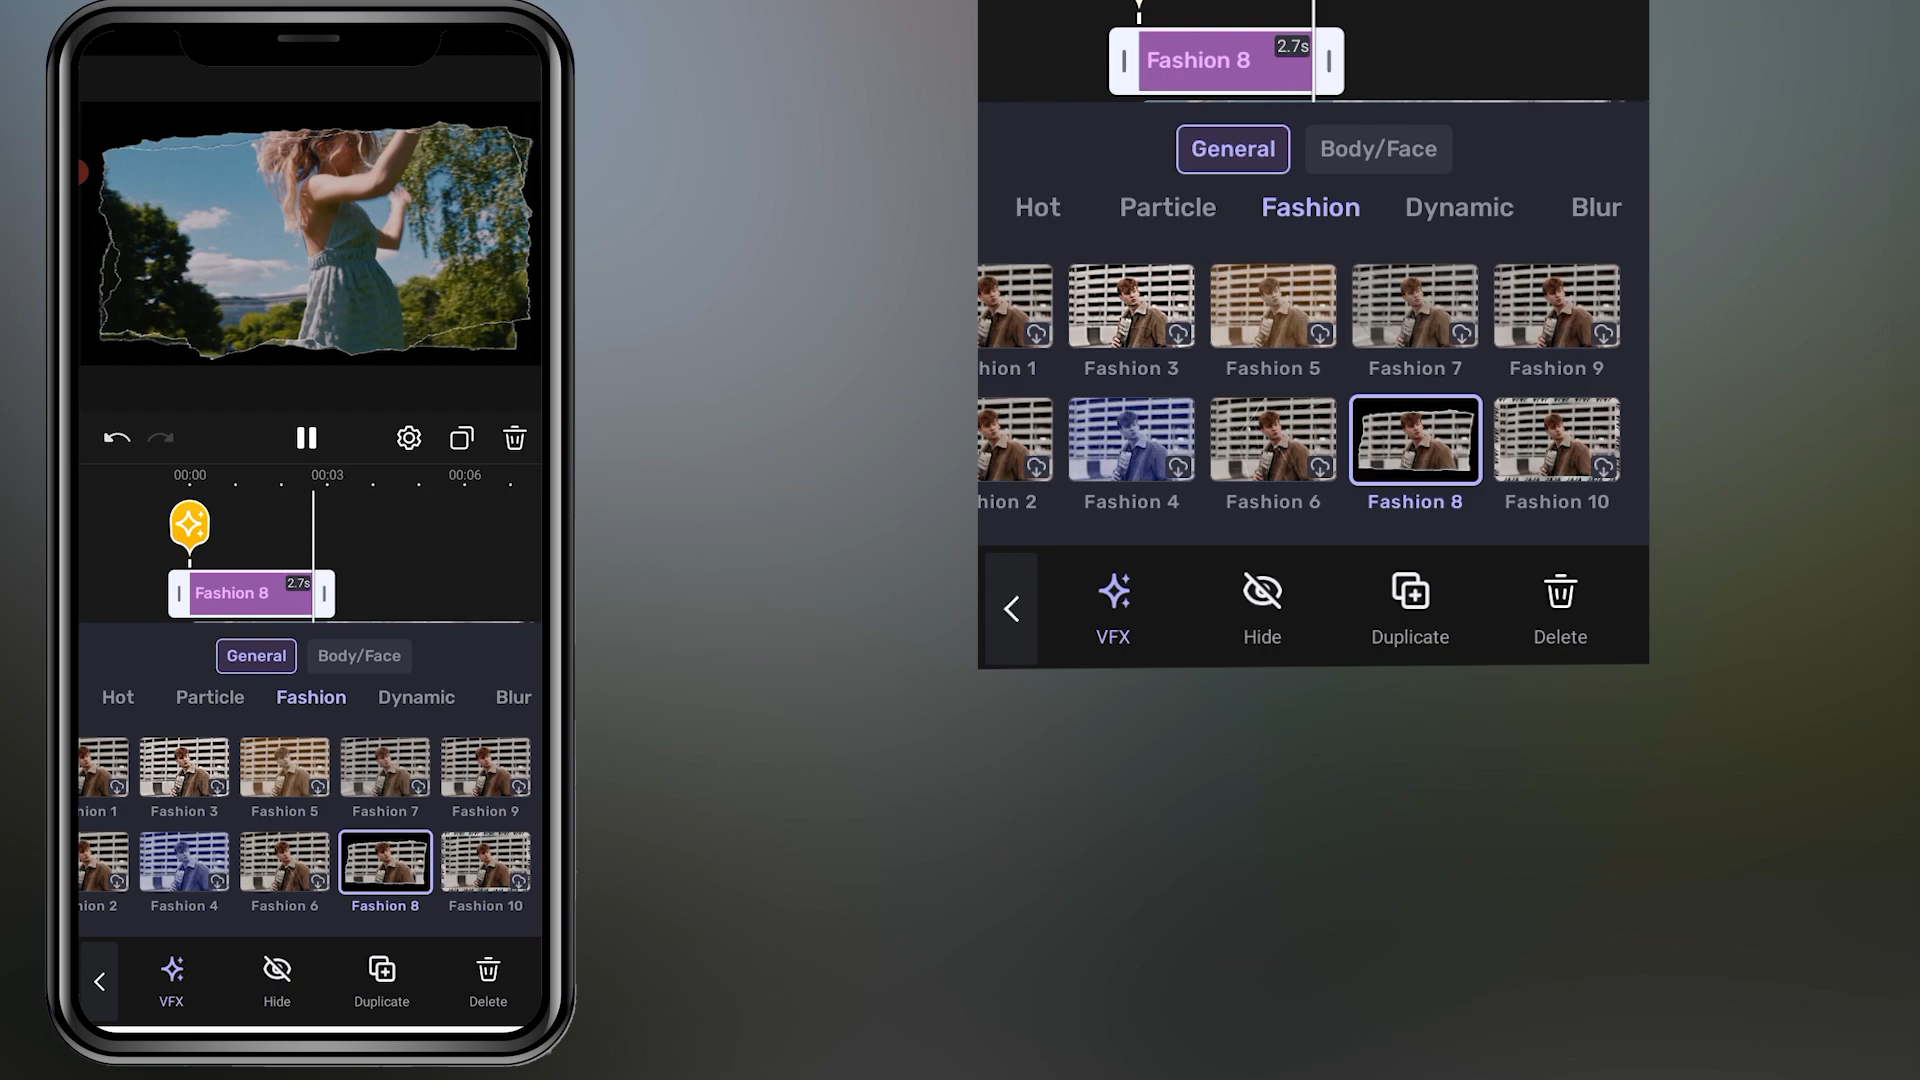 00:00 00:03 00:06
Fashion 8 2.7s
General Body/Face
Hot Particle Fashion Dynamic Blur
hion 1 Fashion 3 Fashion 5 Fashion 7 Fashion 9
hion 2 Fashion 4 Fashion 6 Fashion 8 Fashion 10
VFX Hide Duplicate Delete
Fashion 8 2.7s
General Body/Face
Hot Particle Fashion Dynamic Blur
hion 1 Fashion 3 Fashion 5 Fashion 7 Fashion 9
hion 2 Fashion 4 Fashion 6 Fashion 8 Fashion 10
VFX Hide Duplicate Delete